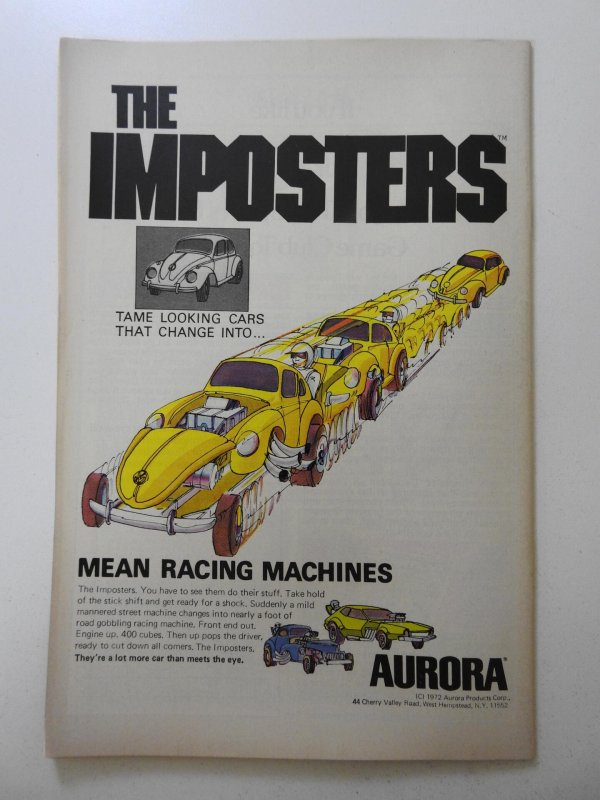 THE
IMPOSTERS™
TAME LOOKING CARS
THAT CHANGE INTO...
MEAN RACING MACHINES
The Imposters. You have to see them do their stuff. Take hold
of the stick shift and get ready for a shock. Suddenly a mild
mannered street machine changes into nearly a foot of
road gobbling racing machine. Front end out.
Engine up, 400 cubes. Then up pops the driver,
ready to cut down all comers. The Imposters.
They're a lot more car than meets the eye.
AURORA®
(C) 1972 Aurora Products Corp.,
44 Cherry Valley Road, West Hempstead, N.Y. 11552